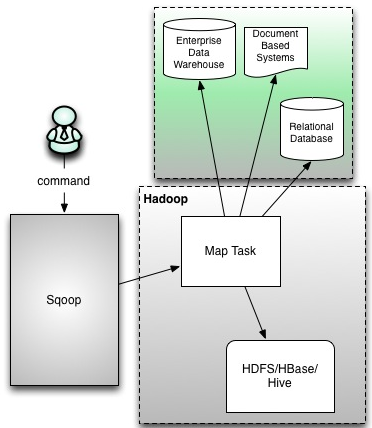 Enterprise
Data
Warehouse
Document
Based
Systems
Relational
Database
command
Hadoop
Map Task
Sqoop
HDFS/HBase/
Hive